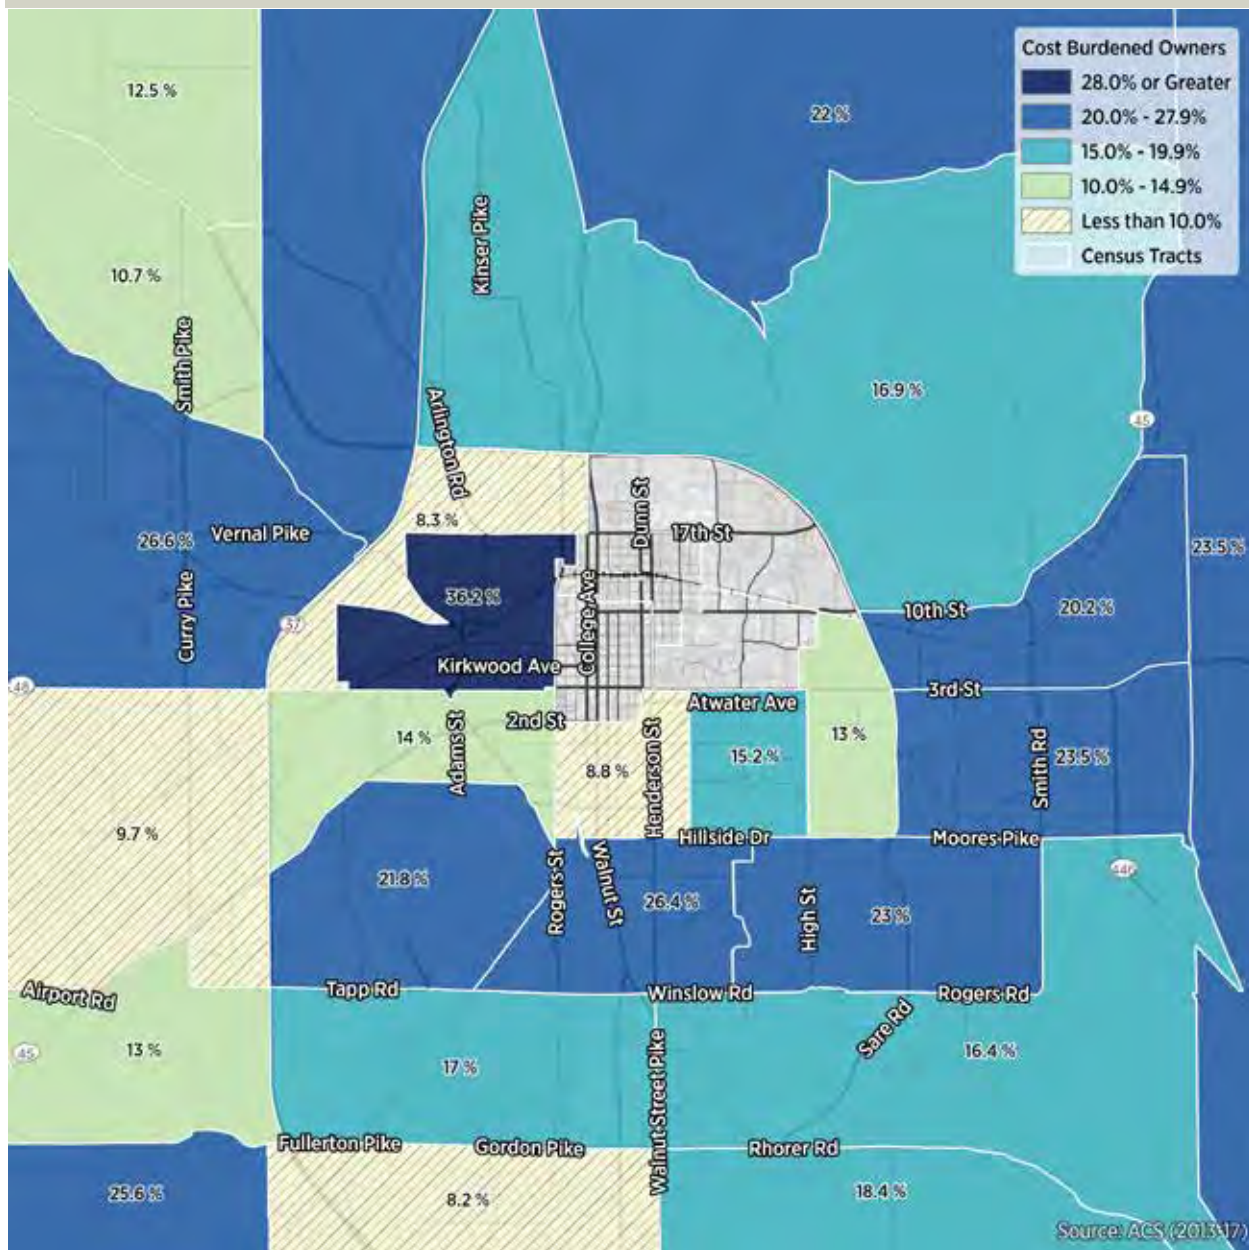 Cost Burdened Owners
28.0% or Greater
20.0% - 27.9%
15.0% - 19.9%
10.0% - 14.9%
Less than 10.0%
Census Tracts
12.5 %
22 %
Kinser Pike
10.7 %
Smith Pike
16.9 %
45
Arlington Rd
8.3 %
Dunn St
17th St
26.6 %
Vernal Pike
23.5 %
36.2 %
College Ave
10th St
20.2 %
Curry Pike
37
Kirkwood Ave
48
3rd St
Atwater Ave
2nd St
14 %
Adams St
8.8 %
Henderson St
15.2 %
13 %
Smith Rd
23.5 %
9.7 %
Hillside Dr
Moores Pike
446
21.8 %
Rogers St
Walnut St
26.4 %
High St
23 %
Airport Rd
Tapp Rd
Winslow Rd
Rogers Rd
Sare Rd
45
13 %
17 %
Walnut Street Pike
16.4 %
Fullerton Pike
Gordon Pike
Rhorer Rd
25.6 %
8.2 %
18.4 %
Source: ACS (2013-17)